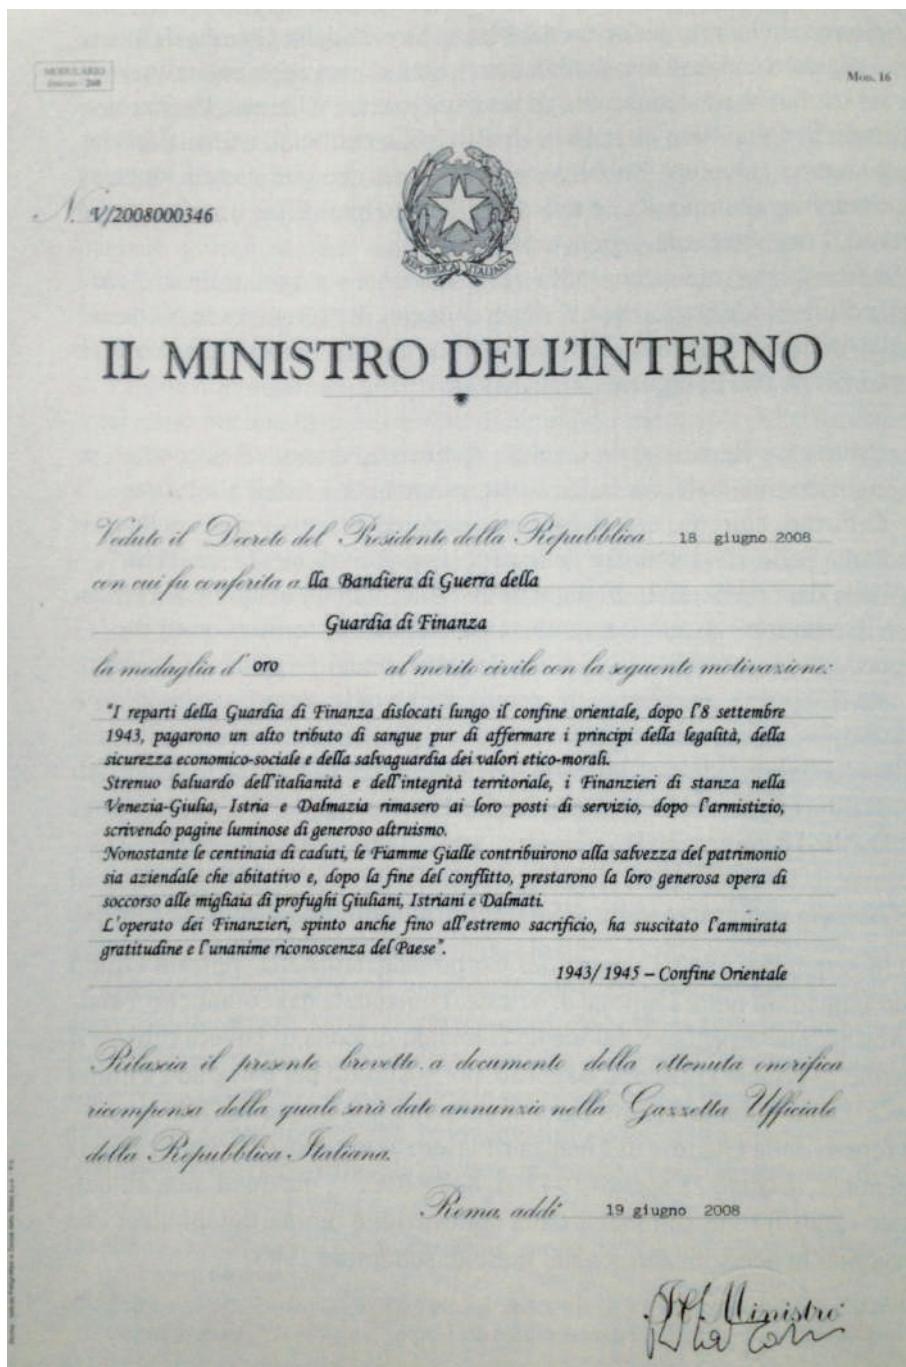 MODULARIO
Interno - 260
Mod. 16
N. V/2008000346
REPVBBLICA ITALIANA
IL MINISTRO DELL'INTERNO
Veduto il Decreto del Presidente della Repubblica 18 giugno 2008
con cui fu conferita a lla Bandiera di Guerra della
Guardia di Finanza
la medaglia d' oro al merito civile con la seguente motivazione:
"I reparti della Guardia di Finanza dislocati lungo il confine orientale, dopo l'8 settembre
1943, pagarono un alto tributo di sangue pur di affermare i principi della legalità, della
sicurezza economico-sociale e della salvaguardia dei valori etico-morali.
Strenuo baluardo dell'italianità e dell'integrità territoriale, i Finanzieri di stanza nella
Venezia-Giulia, Istria e Dalmazia rimasero ai loro posti di servizio, dopo l'armistizio,
scrivendo pagine luminose di generoso altruismo.
Nonostante le centinaia di caduti, le Fiamme Gialle contribuirono alla salvezza del patrimonio
sia aziendale che abitativo e, dopo la fine del conflitto, prestarono la loro generosa opera di
soccorso alle migliaia di profughi Giuliani, Istriani e Dalmati.
L'operato dei Finanzieri, spinto anche fino all'estremo sacrificio, ha suscitato l'ammirata
gratitudine e l'unanime riconoscenza del Paese".
1943/1945 – Confine Orientale
Rilascia il presente brevetto a documento della ottenuta onorifica
ricompensa della quale sarà dato annunzio nella Gazzetta Ufficiale
della Repubblica Italiana.
Roma, addì 19 giugno 2008
Il Ministro